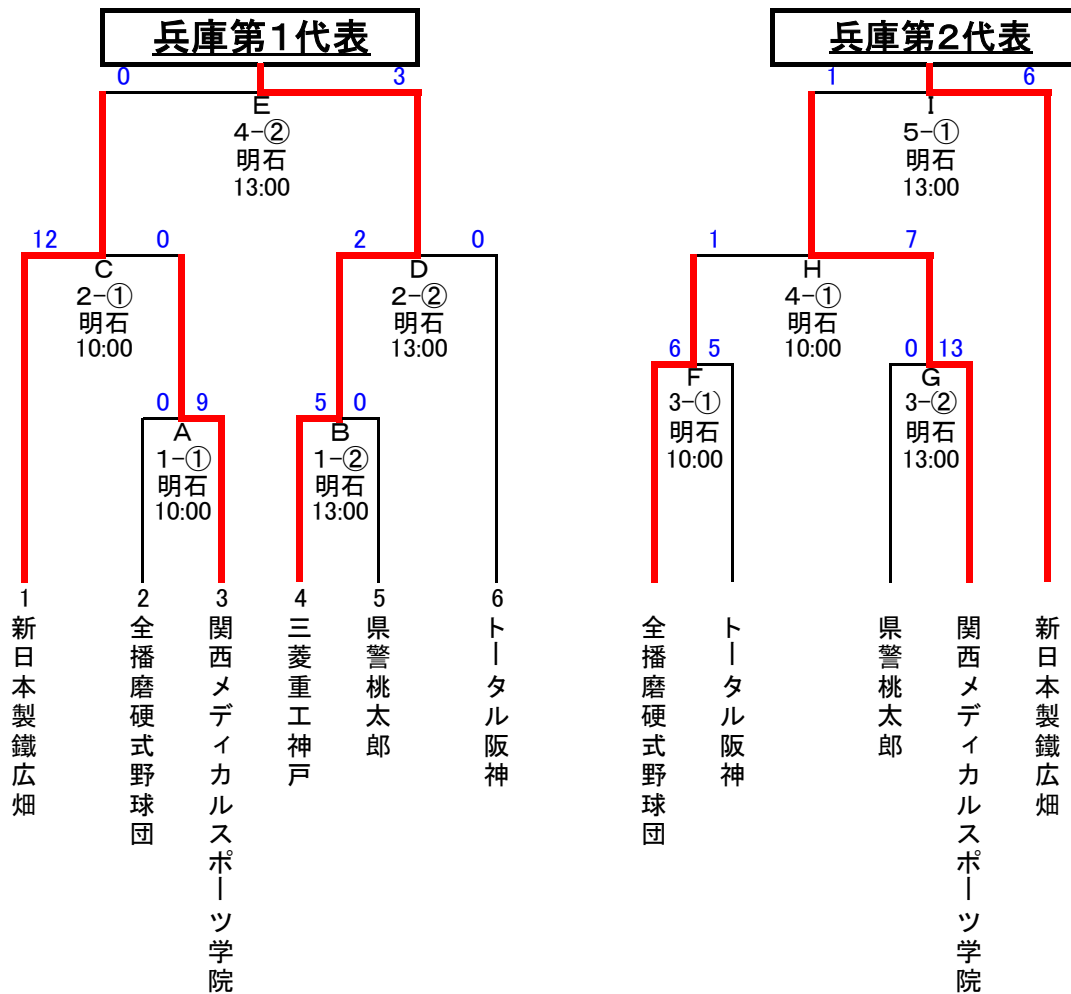 兵庫第1代表
0 3
E
4-②
明石
13:00
12 0
C
2-①
明石
10:00
2 0
D
2-②
明石
13:00
0 9
A
1-①
明石
10:00
5 0
B
1-②
明石
13:00
1
新日本製鐵広畑
2
全播磨硬式野球団
3
関西メディカルスポーツ学院
4
三菱重工神戸
5
県警桃太郎
6
トータル阪神
兵庫第2代表
1 6
I
5-①
明石
13:00
1 7
H
4-①
明石
10:00
6 5
F
3-①
明石
10:00
0 13
G
3-②
明石
13:00
全播磨硬式野球団
トータル阪神
県警桃太郎
関西メディカルスポーツ学院
新日本製鐵広畑